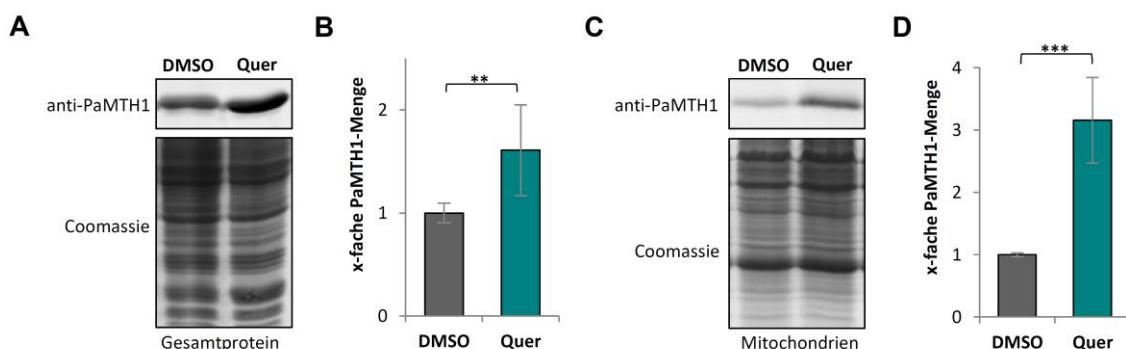 A
DMSO Quer
anti-PaMTH1
Coomassie
Gesamtprotein
B
x-fache PaMTH1-Menge
2
1
0
**
DMSO Quer
C
DMSO Quer
anti-PaMTH1
Coomassie
Mitochondrien
D
x-fache PaMTH1-Menge
4
3
2
1
0
***
DMSO Quer